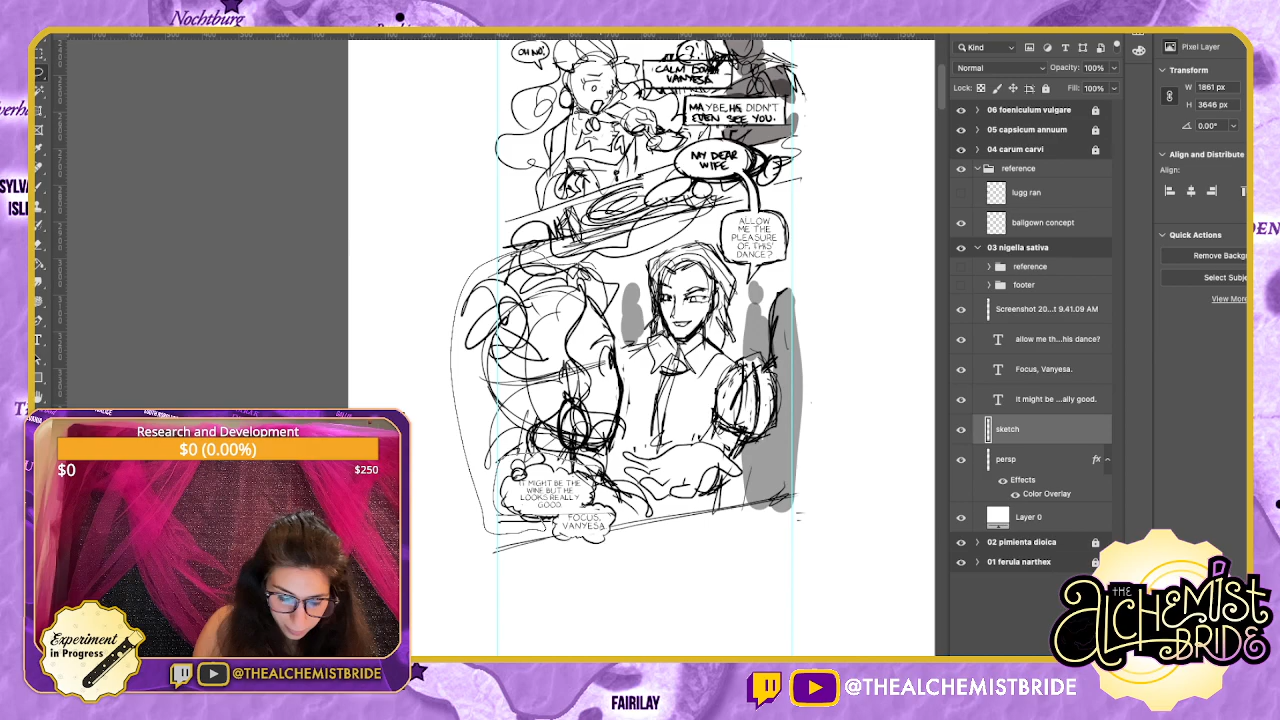 Nochtburg
OH NO!
?!
CALM DOWN
VANYESA
MAYBE HE DIDN'T
EVEN SEE YOU.
MY DEAR
WIFE
ALLOW
ME THE
PLEASURE
OF THIS
DANCE?
IT MIGHT BE THE
WINE BUT HE
LOOKS REALLY
GOOD
FOCUS,
VANYESA
Kind
Normal
Opacity: 100%
Lock:
Fill: 100%
06 foeniculum vulgare
05 capsicum annuum
04 carum carvi
reference
lugg ran
ballgown concept
03 nigella sativa
reference
footer
Screenshot 20...t 9.41.09 AM
allow me th...his dance?
Focus, Vanyesa.
it might be ...aily good.
sketch
persp
fx
Effects
Color Overlay
Layer 0
02 pimienta dioica
01 ferula narthex
Pixel Layer
Transform
W 1861 px
H 3646 px
0.00°
Align and Distribute
Align:
Quick Actions
Remove Backg
Select Subje
View More
SYLVA
ISL
Research and Development
$0 (0.00%)
$0
$250
Experiment
in Progress
@THEALCHEMISTBRIDE
FAIRILAY
@THEALCHEMISTBRIDE
THE
ALCHEMIST
BRIDE